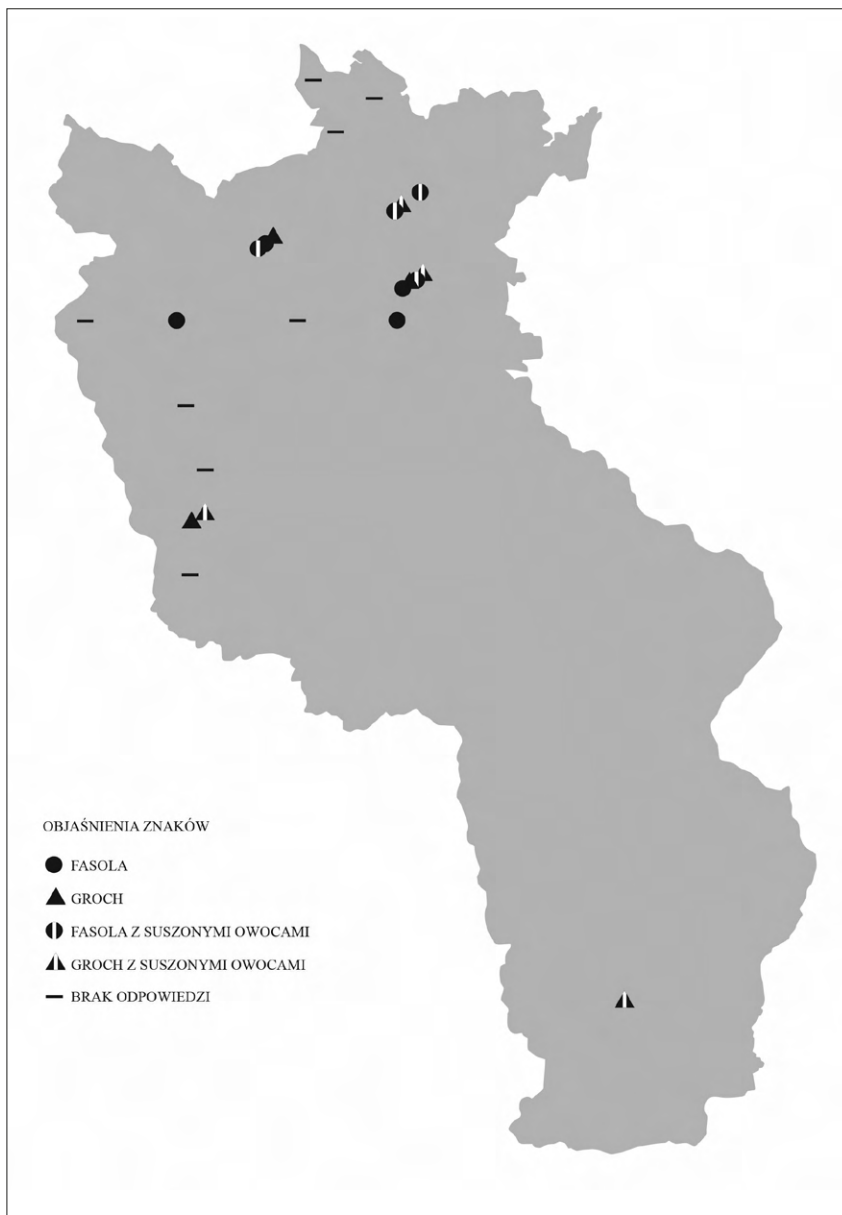 OBJAŚNIENIA ZNAKÓW
FASOLA
GROCH
FASOLA Z SUSZONYMI OWOCAMI
GROCH Z SUSZONYMI OWOCAMI
BRAK ODPOWIEDZI